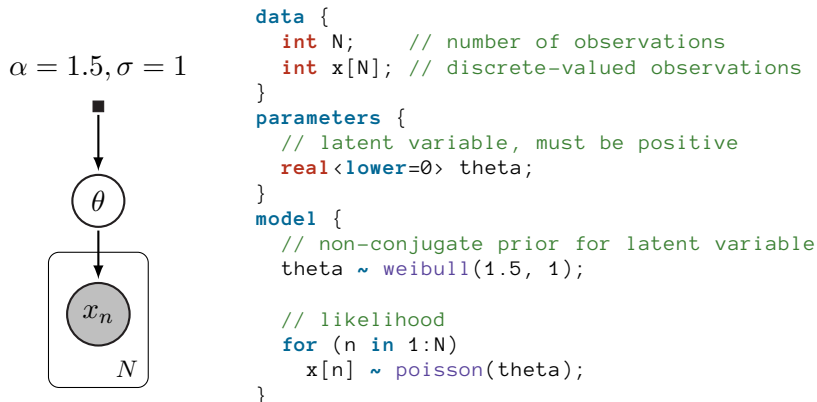 α = 1.5, σ = 1
θ
xₙ
N
data {
  int N;    // number of observations
  int x[N]; // discrete-valued observations
}
parameters {
  // latent variable, must be positive
  real<lower=0> theta;
}
model {
  // non-conjugate prior for latent variable
  theta ~ weibull(1.5, 1);

  // likelihood
  for (n in 1:N)
    x[n] ~ poisson(theta);
}